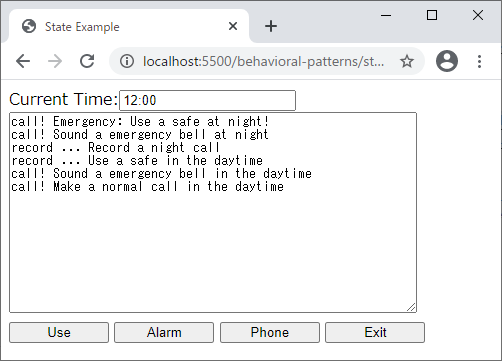 State Example
localhost:5500/behavioral-patterns/st...
Current Time: 12:00
call! Emergency: Use a safe at night!
call! Sound a emergency bell at night
record ... Record a night call
record ... Use a safe in the daytime
call! Sound a emergency bell in the daytime
call! Make a normal call in the daytime
Use Alarm Phone Exit